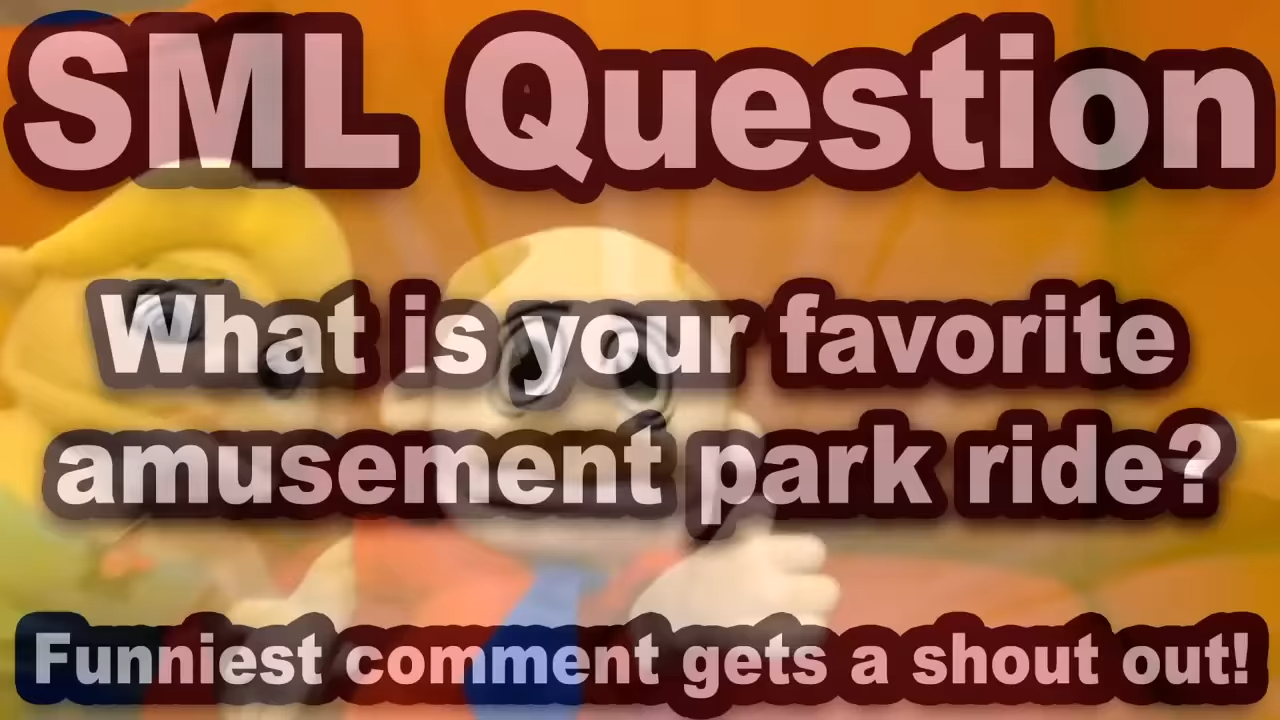 SML Question
What is your favorite
amusement park ride?
Funniest comment gets a shout out!